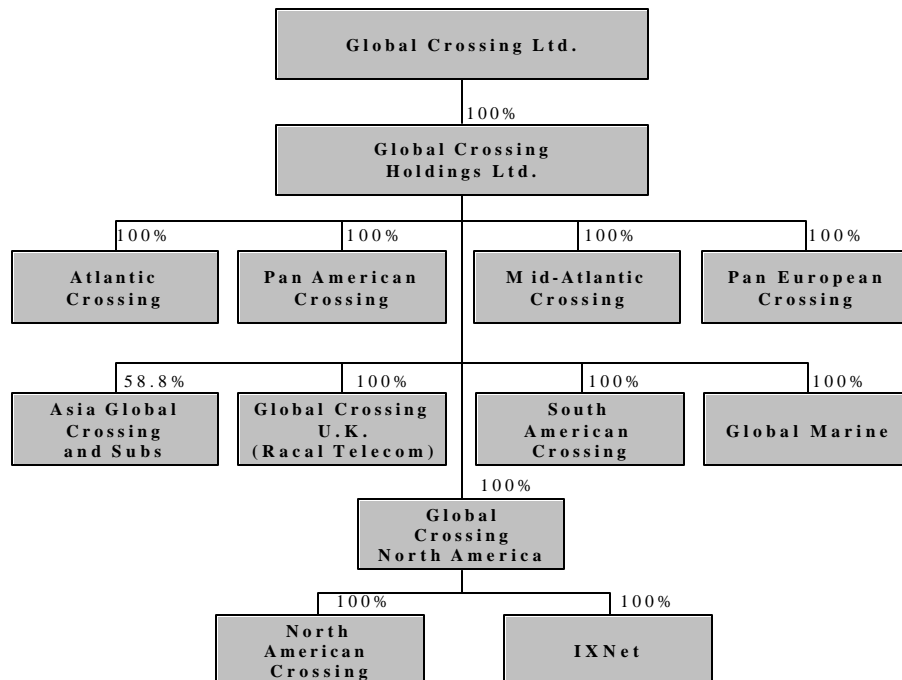 Global Crossing Ltd.
100%
Global Crossing
Holdings Ltd.
100%
100%
100%
100%
Atlantic
Crossing
Pan American
Crossing
Mid-Atlantic
Crossing
Pan European
Crossing
58.8%
100%
100%
100%
Asia Global
Crossing
and Subs
Global Crossing
U.K.
(Racal Telecom)
South
American
Crossing
Global Marine
100%
Global
Crossing
North America
100%
100%
North
American
Crossing
IXNet